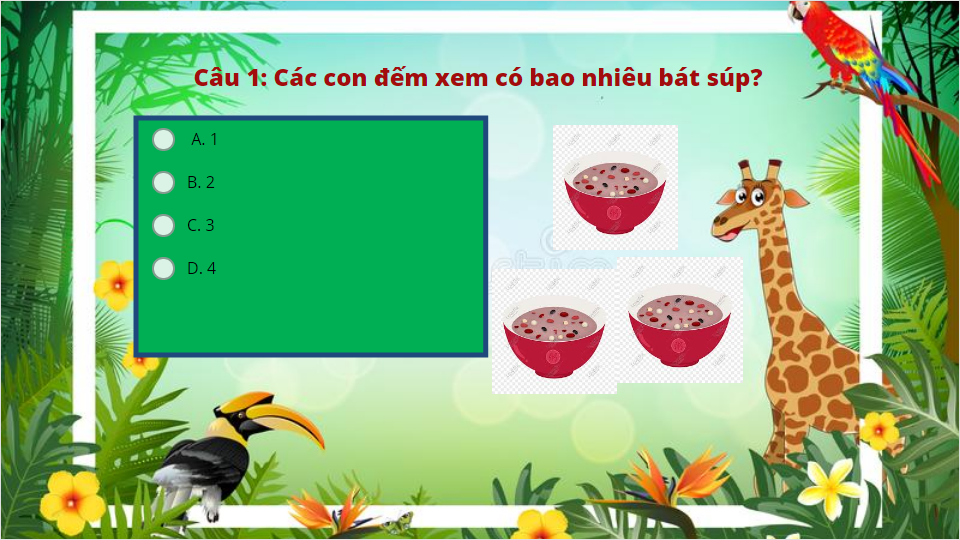 Câu 1: Các con đếm xem có bao nhiêu bát súp?
A. 1
B. 2
C. 3
D. 4